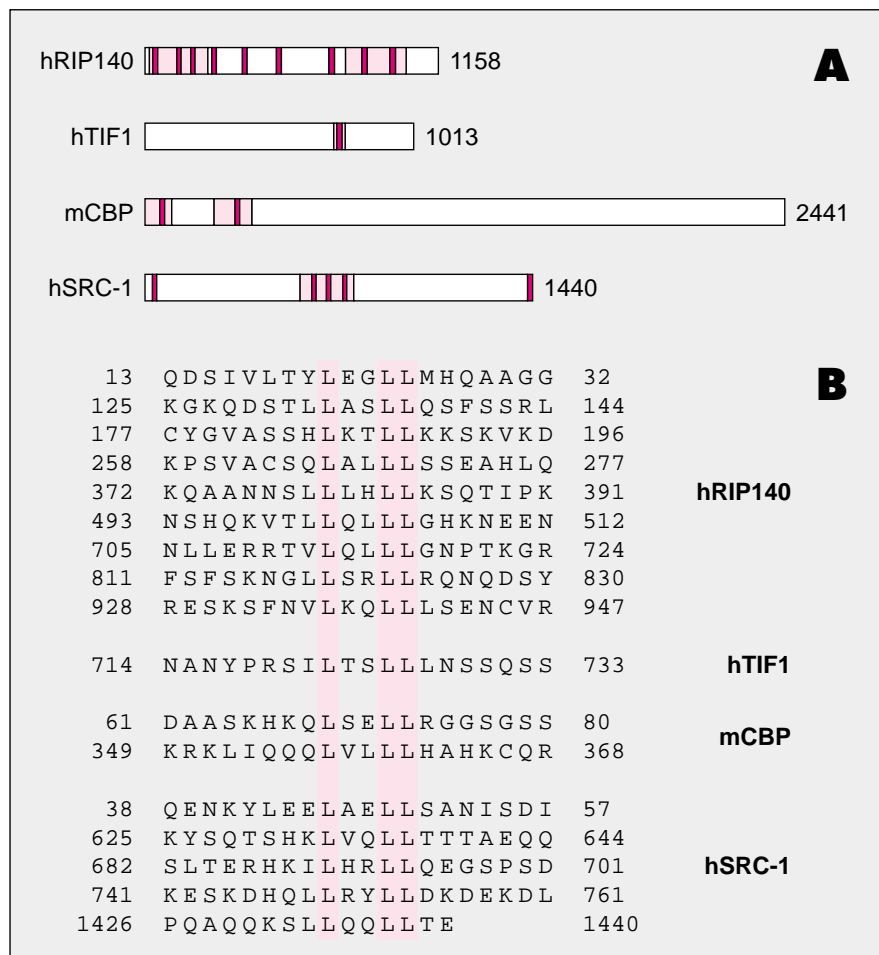 hRIP140 1158 A
hTIF1 1013
mCBP 2441
hSRC-1 1440
B
13 QDSIVLTYLEGLLMHQAAGG 32
125 KGKQDSTLLASLLQSFSSRL 144
177 CYGVASSHLKTLLKKSKVKD 196
258 KPSVACSQLALLLSSEAHLQ 277
372 KQAANNSLLLHLLKSQTIPK 391
hRIP140
493 NSHQKVTLLQLLLGHKNEEN 512
705 NLLERRTVLQLLLGNPTKGR 724
811 FSFSKNGLLSRLLRQNQDSY 830
928 RESKSFNVLKQLLLSENCVR 947
714 NANYPRSILTSLLLNSSQSS 733 hTIF1
61 DAASKHKQLSELLRGGSGSS 80
mCBP
349 KRKLIQQQLVLLLHAHKCQR 368
38 QENKYLEELAELLSANISDI 57
625 KYSQTSHKLVQLLTTTAEQQ 644
682 SLTERHKILHRLLQEGSPSD 701 hSRC-1
741 KESKDHQLLRYLLDKDEKDL 761
1426 PQAQQKSLLQQLLTE 1440